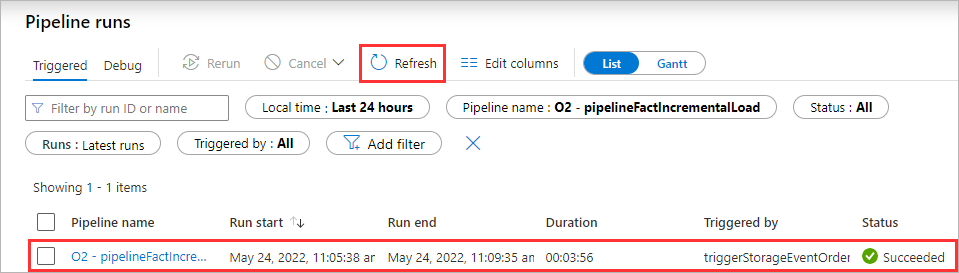 Pipeline runs
Triggered Debug Rerun Cancel Refresh Edit columns List Gantt
Filter by run ID or name Local time : Last 24 hours Pipeline name : O2 - pipelineFactIncrementalLoad Status : All
Runs : Latest runs Triggered by : All Add filter
Showing 1 - 1 items
Pipeline name Run start Run end Duration Triggered by Status
O2 - pipelineFactIncre... May 24, 2022, 11:05:38 am May 24, 2022, 11:09:35 am 00:03:56 triggerStorageEventOrder Succeeded